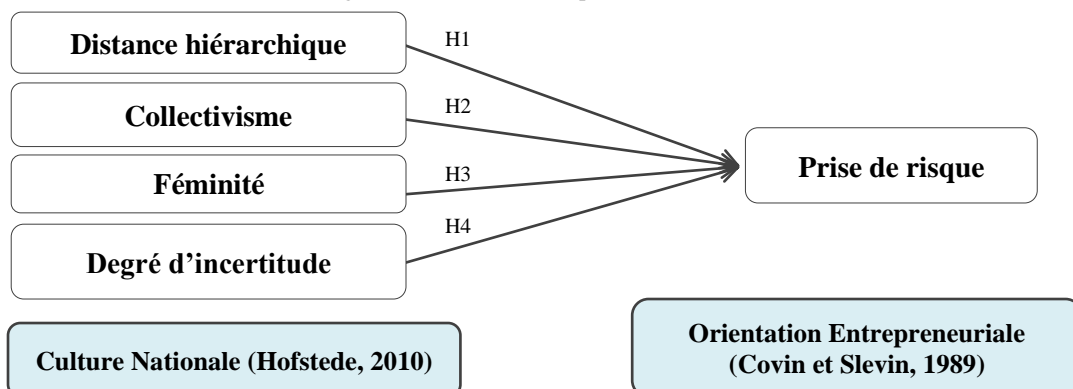 Distance hiérarchique
H1
Collectivisme
H2
Féminité
H3
Degré d'incertitude
H4
Prise de risque
Culture Nationale (Hofstede, 2010)
Orientation Entrepreneuriale
(Covin et Slevin, 1989)